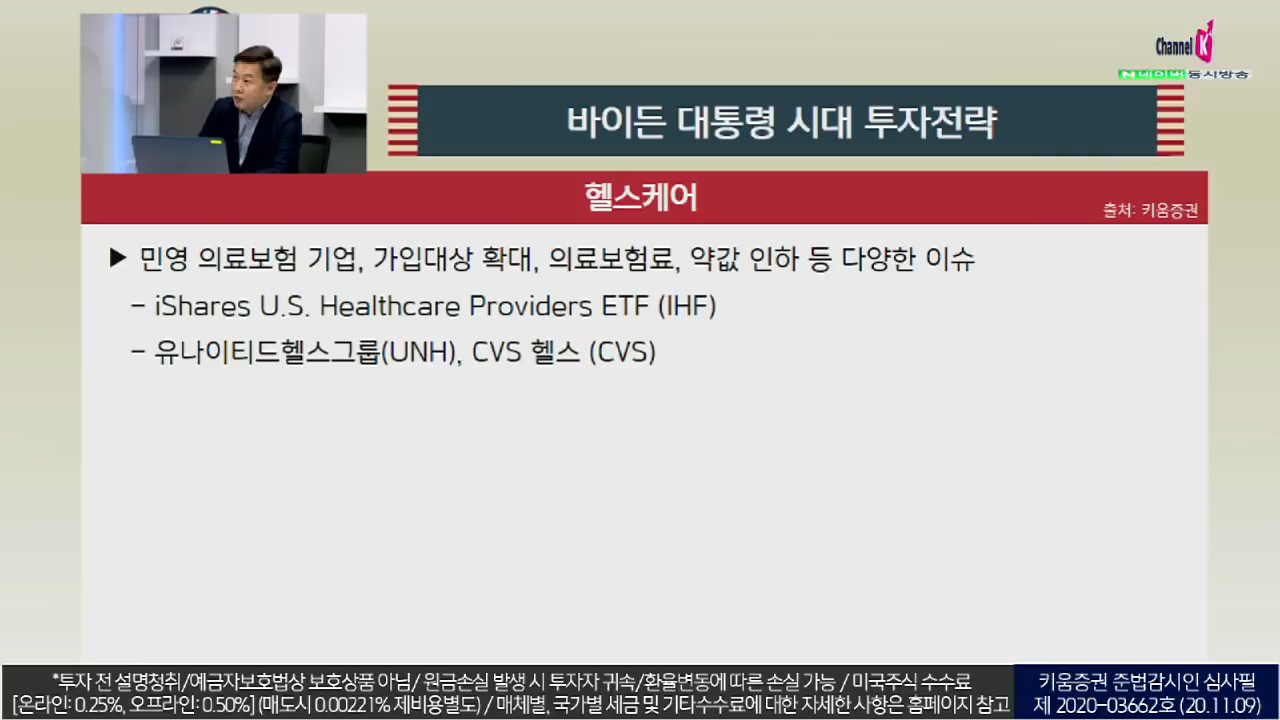 Channel K
N 네이버 동시방송
바이든 대통령 시대 투자전략
헬스케어
출처: 키움증권
▶ 민영 의료보험 기업, 가입대상 확대, 의료보험료, 약값 인하 등 다양한 이슈
- iShares U.S. Healthcare Providers ETF (IHF)
- 유나이티드헬스그룹(UNH), CVS 헬스 (CVS)
*투자 전 설명청취/예금자보호법상 보호상품 아님/ 원금손실 발생 시 투자자 귀속/환율변동에 따른 손실 가능 / 미국주식 수수료
[온라인: 0.25%, 오프라인: 0.50%] (매도시 0.00221% 제비용별도) / 매체별, 국가별 세금 및 기타수수료에 대한 자세한 사항은 홈페이지 참고
키움증권 준법감시인 심사필
제 2020-03662호 (20.11.09)